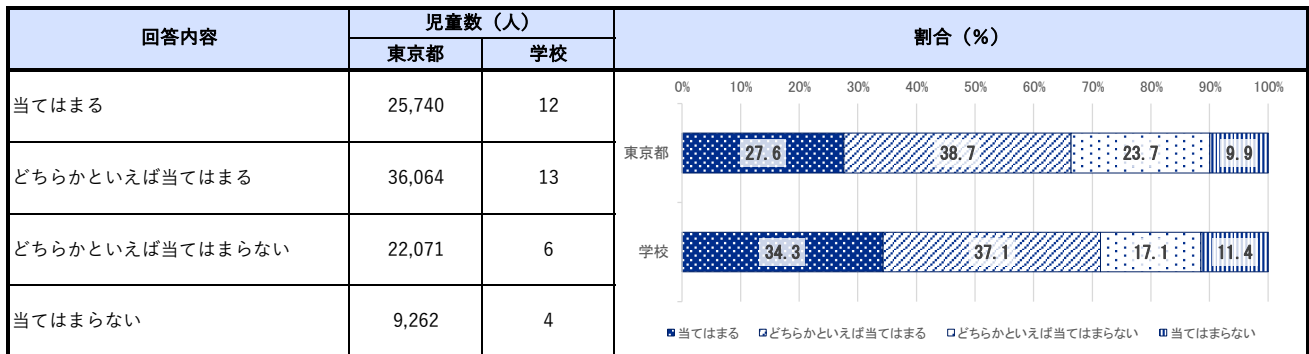 回答内容
児童数（人）
割合（%）
東京都
学校
当てはまる
25,740
12
どちらかといえば当てはまる
36,064
13
どちらかといえば当てはまらない
22,071
6
当てはまらない
9,262
4
0% 10% 20% 30% 40% 50% 60% 70% 80% 90% 100%
東京都 27.6 38.7 23.7 9.9
学校 34.3 37.1 17.1 11.4
当てはまる どちらかといえば当てはまる どちらかといえば当てはまらない 当てはまらない